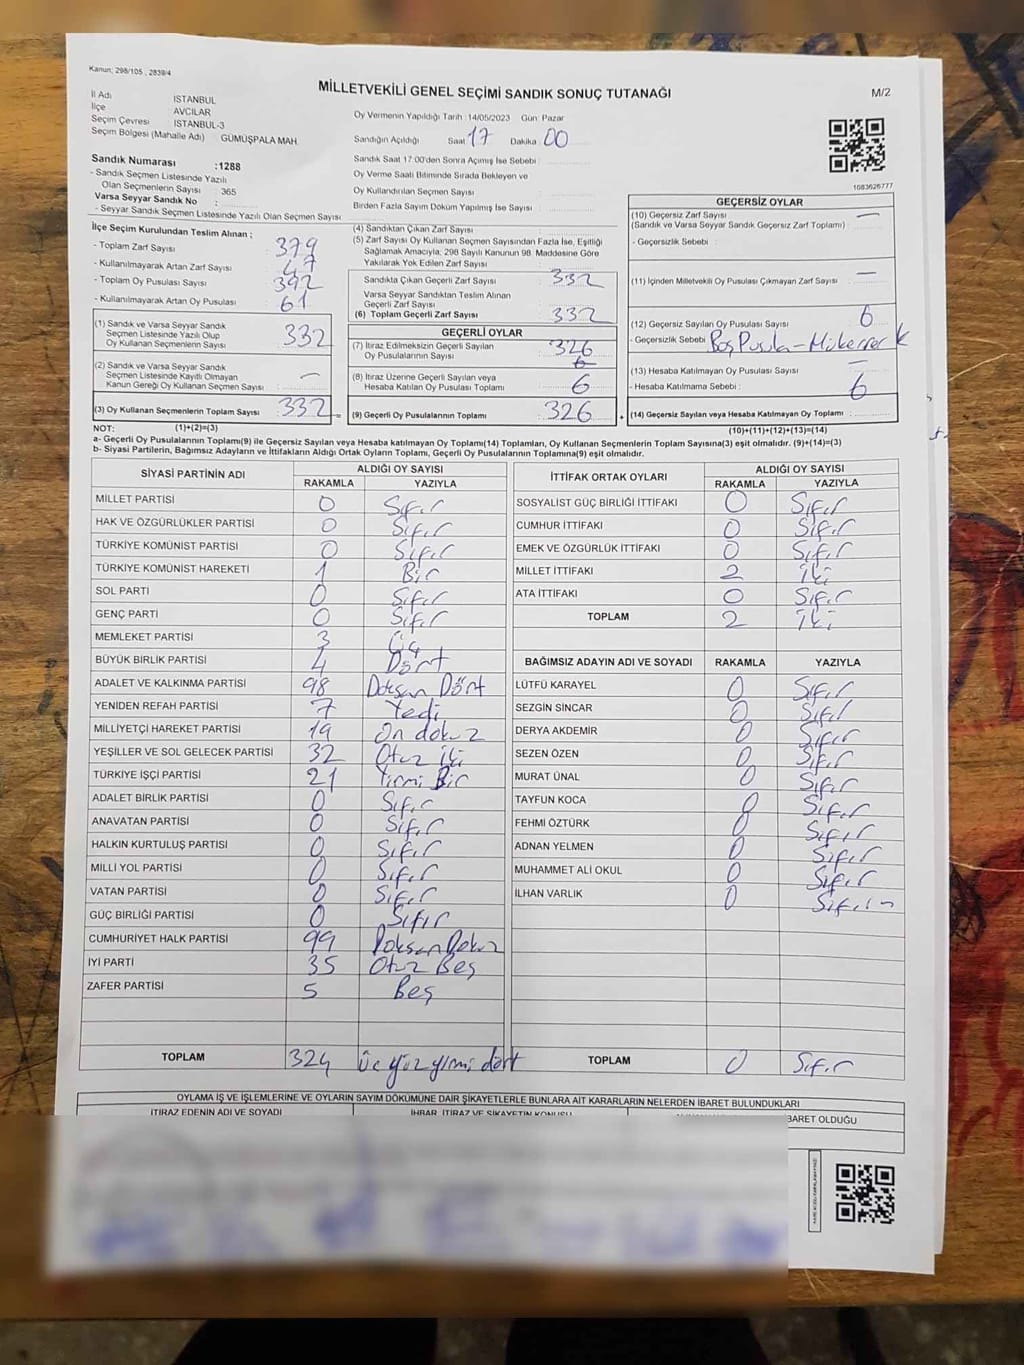 Kanun; 298/105 , 2839/4
MİLLETVEKİLİ GENEL SEÇİMİ SANDIK SONUÇ TUTANAĞI
M/2
İl Adı İSTANBUL
İlçe AVCILAR
Seçim Çevresi İSTANBUL-3
Seçim Bölgesi (Mahalle Adı) GÜMÜŞPALA MAH.
Sandık Numarası :1288
- Sandık Seçmen Listesinde Yazılı
Olan Seçmenlerin Sayısı : 365
Varsa Seyyar Sandık No :
- Seyyar Sandık Seçmen Listesinde Yazılı Olan Seçmen Sayısı
Oy Vermenin Yapıldığı Tarih :14/05/2023 Gün: Pazar
Sandığın Açıldığı Saat 17 Dakika 00
Sandık Saat 17:00'den Sonra Açımış İse Sebebi :
Oy Verme Saati Bitiminde Sırada Bekleyen ve
Oy Kullandırılan Seçmen Sayısı :
Birden Fazla Sayım Döküm Yapılmış İse Sayısı :
1083626777
İlçe Seçim Kurulundan Teslim Alınan ;
- Toplam Zarf Sayısı : 379
- Kullanılmayarak Artan Zarf Sayısı : 47
- Toplam Oy Pusulası Sayısı : 392
- Kullanılmayarak Artan Oy Pusulası : 61
(1) Sandık ve Varsa Seyyar Sandık
Seçmen Listesinde Yazılı Olup
Oy Kullanan Seçmenlerin Sayısı : 332
(2) Sandık ve Varsa Seyyar Sandık
Seçmen Listesinde Kayıtlı Olmayan
Kanun Gereği Oy Kullanan Seçmen Sayısı : —
(3) Oy Kullanan Seçmenlerin Toplam Sayısı : 332 =
(1)+(2)=(3)
(4) Sandıktan Çıkan Zarf Sayısı :
(5) Zarf Sayısı Oy Kullanan Seçmen Sayısından Fazla İse, Eşitliği
Sağlamak Amacıyla; 298 Sayılı Kanunun 98. Maddesine Göre
Yakılarak Yok Edilen Zarf Sayısı :
Sandıkta Çıkan Geçerli Zarf Sayısı : 332
Varsa Seyyar Sandıktan Teslim Alınan
Geçerli Zarf Sayısı :
(6) Toplam Geçerli Zarf Sayısı : 332
GEÇERLİ OYLAR
(7) İtiraz Edilmeksizin Geçerli Sayılan
Oy Pusulalarının Sayısı : 326
6
(8) İtiraz Üzerine Geçerli Sayılan veya
Hesaba Katılan Oy Pusulası Toplamı : 6
(9) Geçerli Oy Pusulalarının Toplamı : 326 +
GEÇERSİZ OYLAR
(10) Geçersiz Zarf Sayısı : —
(Sandık ve Varsa Seyyar Sandık Geçersiz Zarf Toplamı)
- Geçersizlik Sebebi :
(11) İçinden Milletvekili Oy Pusulası Çıkmayan Zarf Sayısı : —
(12) Geçersiz Sayılan Oy Pusulası Sayısı : 6
- Geçersizlik Sebebi : Boş Pusula - Mükerrer k
(13) Hesaba Katılmayan Oy Pusulası Sayısı : —
- Hesaba Katılmama Sebebi : 6
(14) Geçersiz Sayılan veya Hesaba Katılmayan Oy Toplamı :
(10)+(11)+(12)+(13)=(14)
NOT:
a- Geçerli Oy Pusulalarının Toplamı(9) ile Geçersiz Sayılan veya Hesaba katılmayan Oy Toplamı(14) Toplamları, Oy Kullanan Seçmenlerin Toplam Sayısına(3) eşit olmalıdır. (9)+(14)=(3)
b- Siyasi Partilerin, Bağımsız Adayların ve İttifakların Aldığı Ortak Oyların Toplamı, Geçerli Oy Pusulalarının Toplamına(9) eşit olmalıdır.
SİYASİ PARTİNİN ADI ALDIĞI OY SAYISI
RAKAMLA YAZIYLA
MİLLET PARTİSİ 0 Sıfır
HAK VE ÖZGÜRLÜKLER PARTİSİ 0 Sıfır
TÜRKİYE KOMÜNİST PARTİSİ 0 Sıfır
TÜRKİYE KOMÜNİST HAREKETİ 1 Bir
SOL PARTİ 0 Sıfır
GENÇ PARTİ 0 Sıfır
MEMLEKET PARTİSİ 3 Üç
BÜYÜK BİRLİK PARTİSİ 4 Dört
ADALET VE KALKINMA PARTİSİ 98 Doksan Dört
YENİDEN REFAH PARTİSİ 7 Yedi
MİLLİYETÇİ HAREKET PARTİSİ 19 On dokuz
YEŞİLLER VE SOL GELECEK PARTİSİ 32 Otuz iki
TÜRKİYE İŞÇİ PARTİSİ 21 Yirmi Bir
ADALET BİRLİK PARTİSİ 0 Sıfır
ANAVATAN PARTİSİ 0 Sıfır
HALKIN KURTULUŞ PARTİSİ 0 Sıfır
MİLLİ YOL PARTİSİ 0 Sıfır
VATAN PARTİSİ 0 Sıfır
GÜÇ BİRLİĞİ PARTİSİ 0 Sıfır
CUMHURİYET HALK PARTİSİ 99 Doksan Dokuz
İYİ PARTİ 35 Otuz Beş
ZAFER PARTİSİ 5 Beş
TOPLAM 324 üç yüz yirmi dört
İTTİFAK ORTAK OYLARI ALDIĞI OY SAYISI
RAKAMLA YAZIYLA
SOSYALİST GÜÇ BİRLİĞİ İTTİFAKI 0 Sıfır
CUMHUR İTTİFAKI 0 Sıfır
EMEK VE ÖZGÜRLÜK İTTİFAKI 0 Sıfır
MİLLET İTTİFAKI 2 iki
ATA İTTİFAKI 0 Sıfır
TOPLAM 2 iki
BAĞIMSIZ ADAYIN ADI VE SOYADI RAKAMLA YAZIYLA
LÜTFÜ KARAYEL 0 Sıfır
SEZGİN SİNCAR 0 Sıfır
DERYA AKDEMİR 0 Sıfır
SEZEN ÖZEN 0 Sıfır
MURAT ÜNAL 0 Sıfır
TAYFUN KOCA 0 Sıfır
FEHMİ ÖZTÜRK 0 Sıfır
ADNAN YELMEN 0 Sıfır
MUHAMMET ALİ OKUL 0 Sıfır
İLHAN VARLIK 0 Sıfır
TOPLAM 0 Sıfır
OYLAMA İŞ VE İŞLEMLERİNE VE OYLARIN SAYIM DÖKÜMÜNE DAİR ŞİKAYETLERLE BUNLARA AİT KARARLARIN NELERDEN İBARET BULUNDUKLARI
İTİRAZ EDENİN ADI VE SOYADI İHBAR, İTİRAZ VE ŞİKAYETİN KONUSU İBARET OLDUĞU